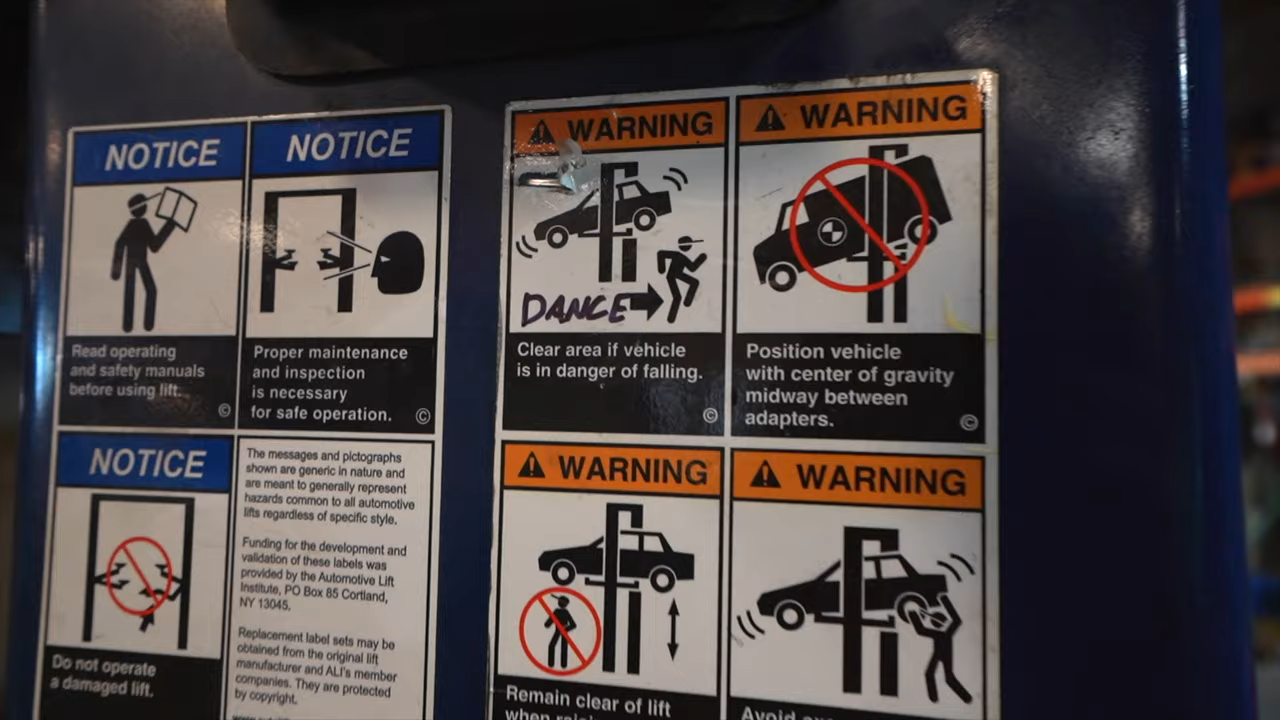 NOTICE
Read operating
and safety manuals
before using lift.
©
NOTICE
Proper maintenance
and inspection
is necessary
for safe operation.
©
NOTICE
Do not operate
a damaged lift.
The messages and pictographs
shown are generic in nature and
are meant to generally represent
hazards common to all automotive
lifts regardless of specific style.
Funding for the development and
validation of these labels was
provided by the Automotive Lift
Institute, PO Box 85 Cortland,
NY 13045.
Replacement label sets may be
obtained from the original lift
manufacturer and ALI's member
companies. They are protected
by copyright.
WARNING
DANCE
Clear area if vehicle
is in danger of falling.
©
WARNING
Position vehicle
with center of gravity
midway between
adapters.
©
WARNING
Remain clear of lift
when
WARNING
Avoid